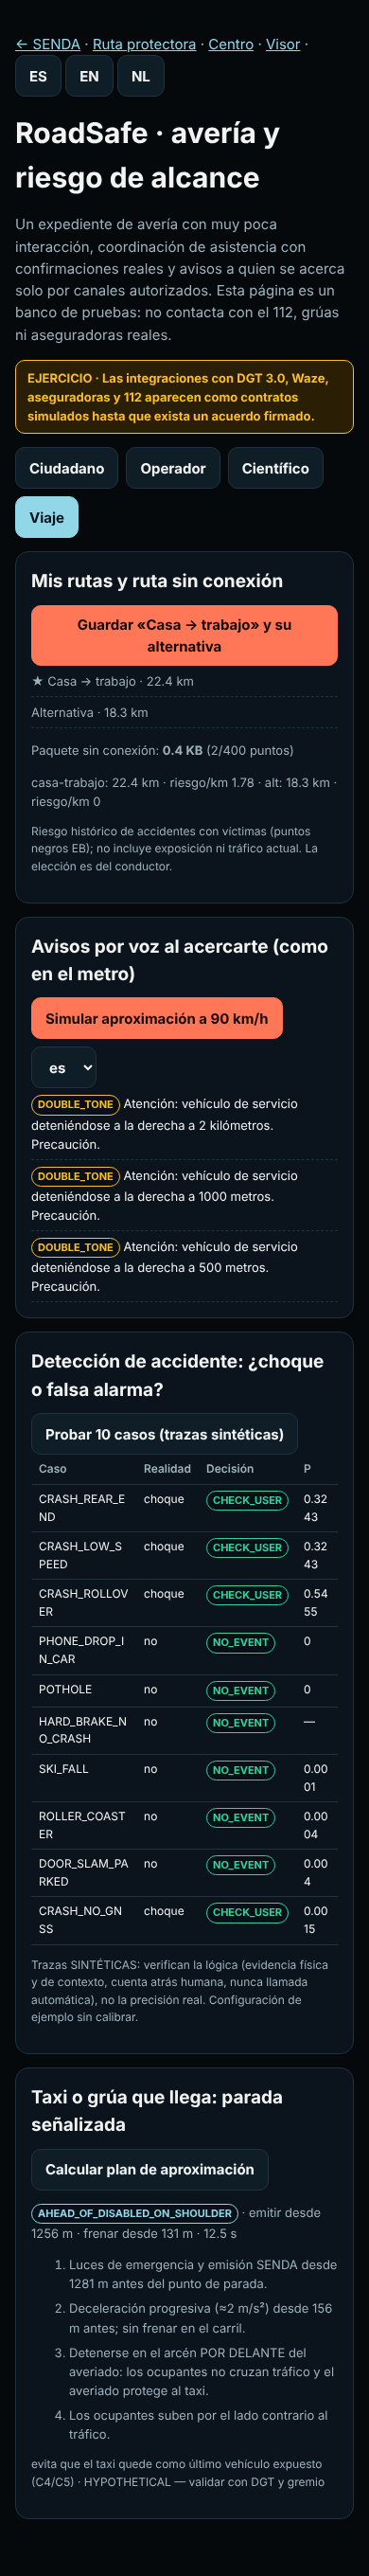 ← SENDA · Ruta protectora · Centro · Visor ·
ES EN NL
RoadSafe · avería y
riesgo de alcance
Un expediente de avería con muy poca
interacción, coordinación de asistencia con
confirmaciones reales y avisos a quien se acerca
solo por canales autorizados. Esta página es un
banco de pruebas: no contacta con el 112, grúas
ni aseguradoras reales.
EJERCICIO · Las integraciones con DGT 3.0, Waze,
aseguradoras y 112 aparecen como contratos
simulados hasta que exista un acuerdo firmado.
Ciudadano Operador Científico
Viaje
Mis rutas y ruta sin conexión
Guardar «Casa → trabajo» y su
alternativa
★ Casa → trabajo · 22.4 km
Alternativa · 18.3 km
Paquete sin conexión: 0.4 KB (2/400 puntos)
casa-trabajo: 22.4 km · riesgo/km 1.78 · alt: 18.3 km ·
riesgo/km 0
Riesgo histórico de accidentes con víctimas (puntos
negros EB); no incluye exposición ni tráfico actual. La
elección es del conductor.
Avisos por voz al acercarte (como
en el metro)
Simular aproximación a 90 km/h
es
DOUBLE_TONE Atención: vehículo de servicio
deteniéndose a la derecha a 2 kilómetros.
Precaución.
DOUBLE_TONE Atención: vehículo de servicio
deteniéndose a la derecha a 1000 metros.
Precaución.
DOUBLE_TONE Atención: vehículo de servicio
deteniéndose a la derecha a 500 metros.
Precaución.
Detección de accidente: ¿choque
o falsa alarma?
Probar 10 casos (trazas sintéticas)
Caso Realidad Decisión P
CRASH_REAR_E choque CHECK_USER 0.32
ND 43
CRASH_LOW_S choque CHECK_USER 0.32
PEED 43
CRASH_ROLLOV choque CHECK_USER 0.54
ER 55
PHONE_DROP_I no NO_EVENT 0
N_CAR
POTHOLE no NO_EVENT 0
HARD_BRAKE_N no NO_EVENT —
O_CRASH
SKI_FALL no NO_EVENT 0.00
01
ROLLER_COAST no NO_EVENT 0.00
ER 04
DOOR_SLAM_PA no NO_EVENT 0.00
RKED 4
CRASH_NO_GN choque CHECK_USER 0.00
SS 15
Trazas SINTÉTICAS: verifican la lógica (evidencia física
y de contexto, cuenta atrás humana, nunca llamada
automática), no la precisión real. Configuración de
ejemplo sin calibrar.
Taxi o grúa que llega: parada
señalizada
Calcular plan de aproximación
AHEAD_OF_DISABLED_ON_SHOULDER · emitir desde
1256 m · frenar desde 131 m · 12.5 s
1. Luces de emergencia y emisión SENDA desde
1281 m antes del punto de parada.
2. Deceleración progresiva (≈2 m/s²) desde 156
m antes; sin frenar en el carril.
3. Detenerse en el arcén POR DELANTE del
averiado: los ocupantes no cruzan tráfico y el
averiado protege al taxi.
4. Los ocupantes suben por el lado contrario al
tráfico.
evita que el taxi quede como último vehículo expuesto
(C4/C5) · HYPOTHETICAL — validar con DGT y gremio